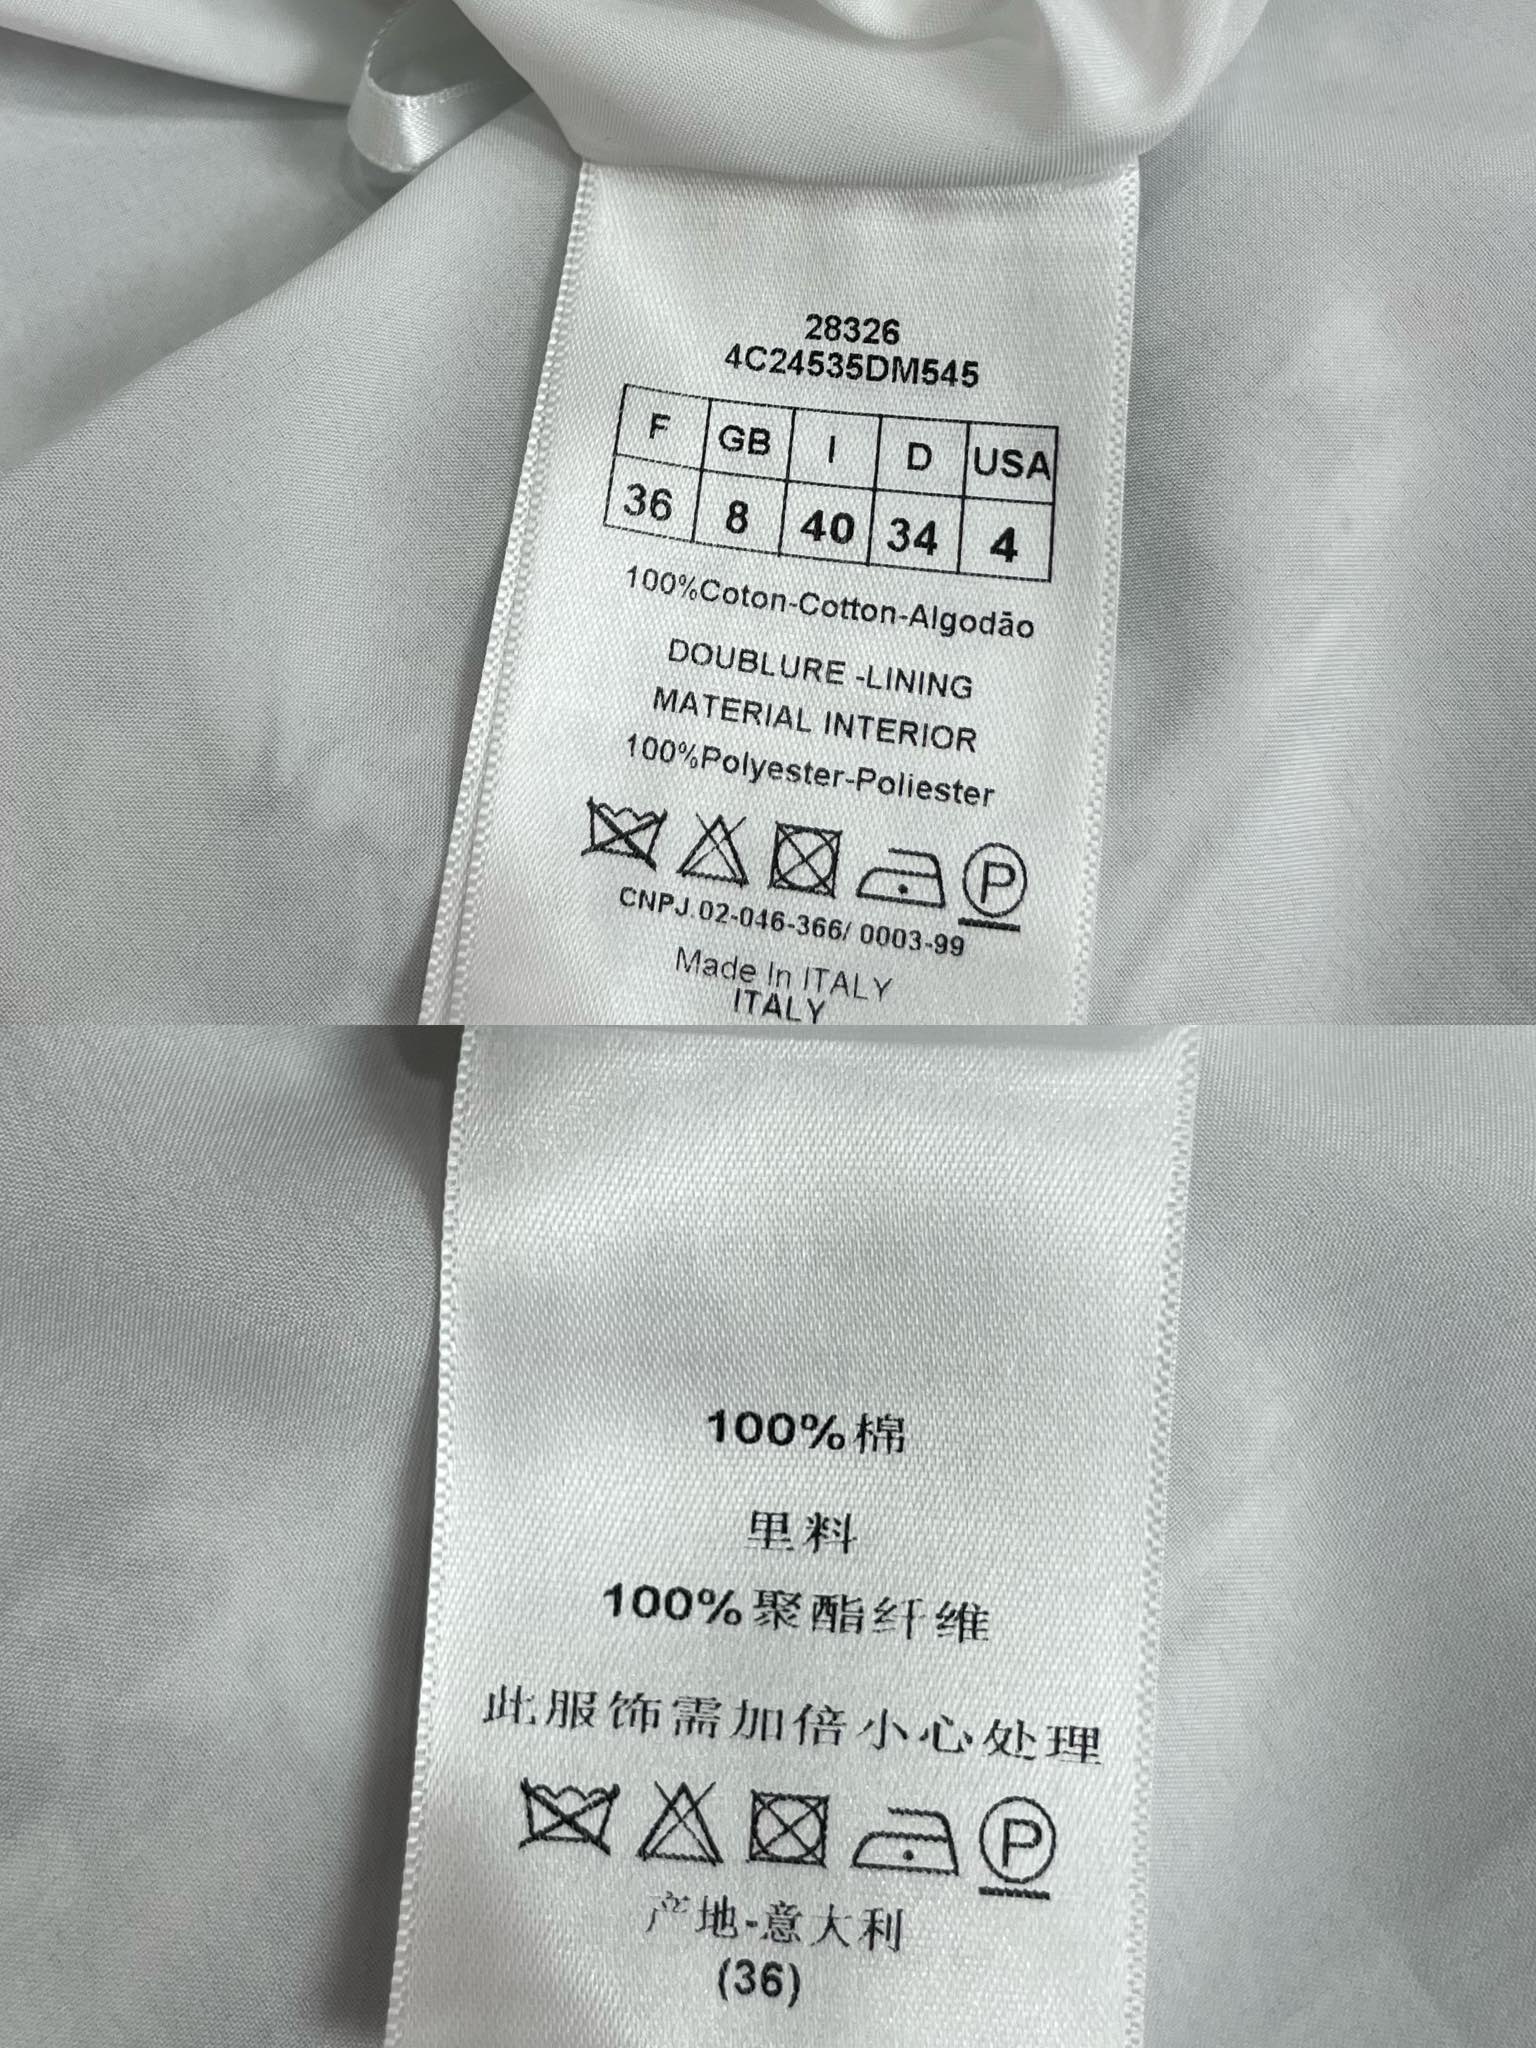 28326
4C24535DM545
F GB I D USA
36 8 40 34 4
100%Coton-Cotton-Algodão
DOUBLURE -LINING
MATERIAL INTERIOR
100%Polyester-Poliester
P
CNPJ.02-046-366/ 0003-99
Made In ITALY
ITALY
100%棉
里料
100%聚酯纤维
此服饰需加倍小心处理
P
产地-意大利
(36)